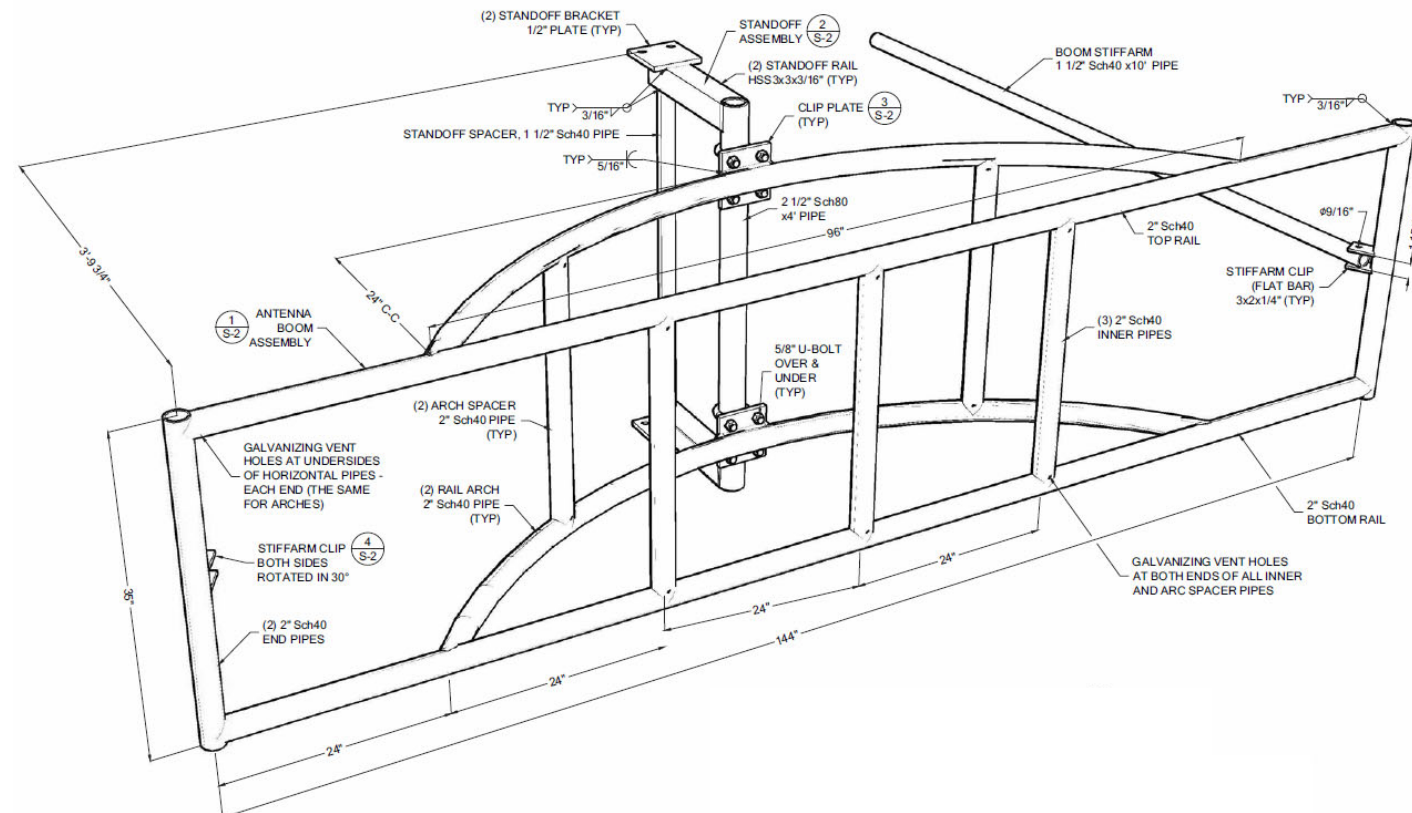 (2) STANDOFF BRACKET
1/2" PLATE (TYP)
STANDOFF
ASSEMBLY
2
S-2
(2) STANDOFF RAIL
HSS3x3x3/16" (TYP)
BOOM STIFFARM
1 1/2" Sch40 x10' PIPE
TYP
3/16"
CLIP PLATE
(TYP)
3
S-2
TYP
3/16"
STANDOFF SPACER, 1 1/2" Sch40 PIPE
TYP
5/16"
2 1/2" Sch80
x4' PIPE
96"
2" Sch40
TOP RAIL
ø9/16"
3'-9 3/4"
24" C-C
STIFFARM CLIP
(FLAT BAR)
3x2x1/4" (TYP)
1
S-2
ANTENNA
BOOM
ASSEMBLY
(3) 2" Sch40
INNER PIPES
5/8" U-BOLT
OVER &
UNDER
(TYP)
(2) ARCH SPACER
2" Sch40 PIPE
(TYP)
GALVANIZING VENT
HOLES AT UNDERSIDES
OF HORIZONTAL PIPES -
EACH END (THE SAME
FOR ARCHES)
(2) RAIL ARCH
2" Sch40 PIPE
(TYP)
2" Sch40
BOTTOM RAIL
STIFFARM CLIP
BOTH SIDES
ROTATED IN 30°
4
S-2
GALVANIZING VENT HOLES
AT BOTH ENDS OF ALL INNER
AND ARC SPACER PIPES
24"
36"
24"
(2) 2" Sch40
END PIPES
144"
24"
24"